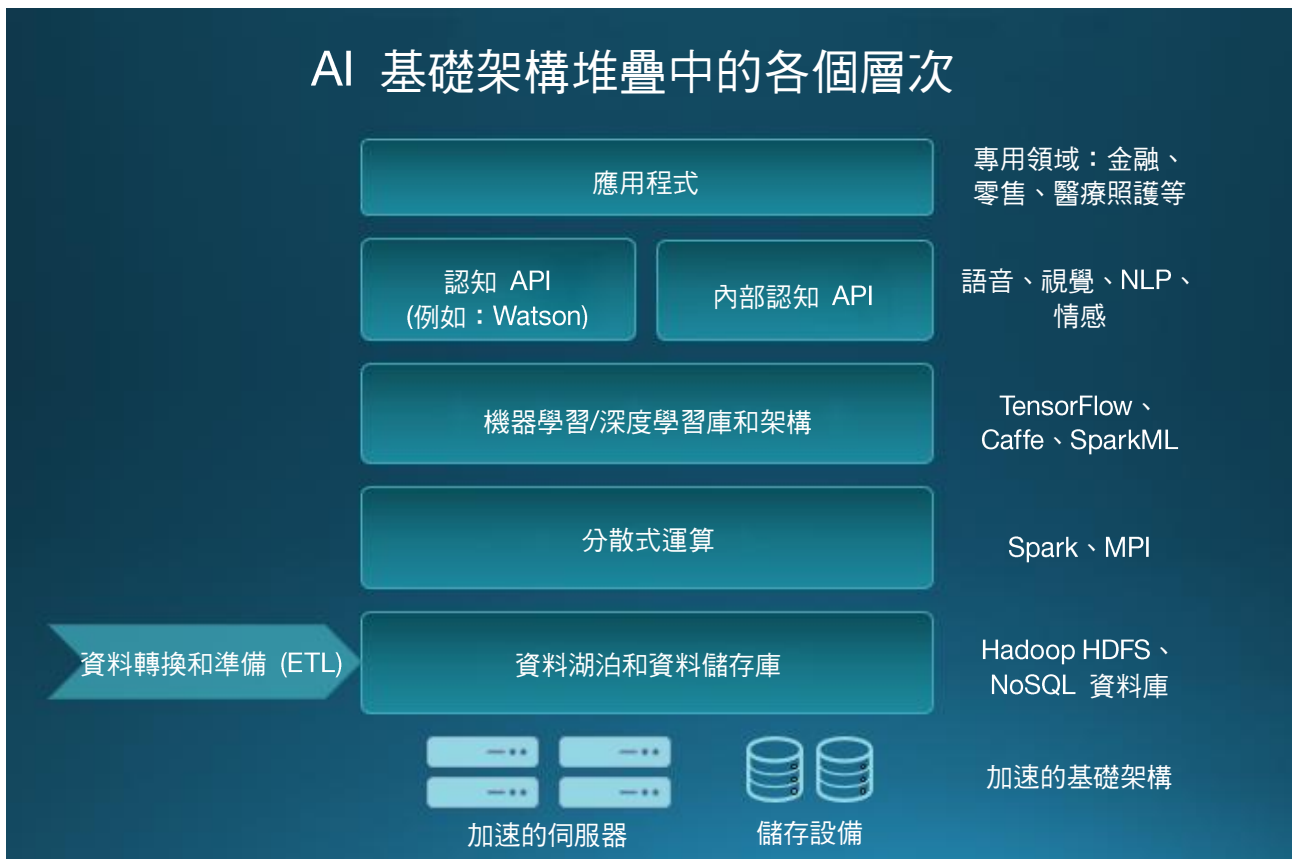 AI 基礎架構堆疊中的各個層次
應用程式
專用領域：金融、
零售、醫療照護等
認知 API
(例如：Watson)
內部認知 API
語音、視覺、NLP、
情感
機器學習/深度學習庫和架構
TensorFlow、
Caffe、SparkML
分散式運算
Spark、MPI
資料轉換和準備 (ETL)
資料湖泊和資料儲存庫
Hadoop HDFS、
NoSQL 資料庫
加速的伺服器
儲存設備
加速的基礎架構